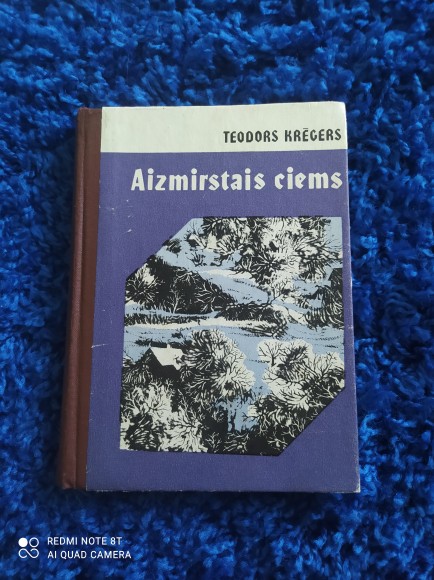 TEODORS KRĒGERS
Aizmirstais ciems
REDMI NOTE 8T
AI QUAD CAMERA